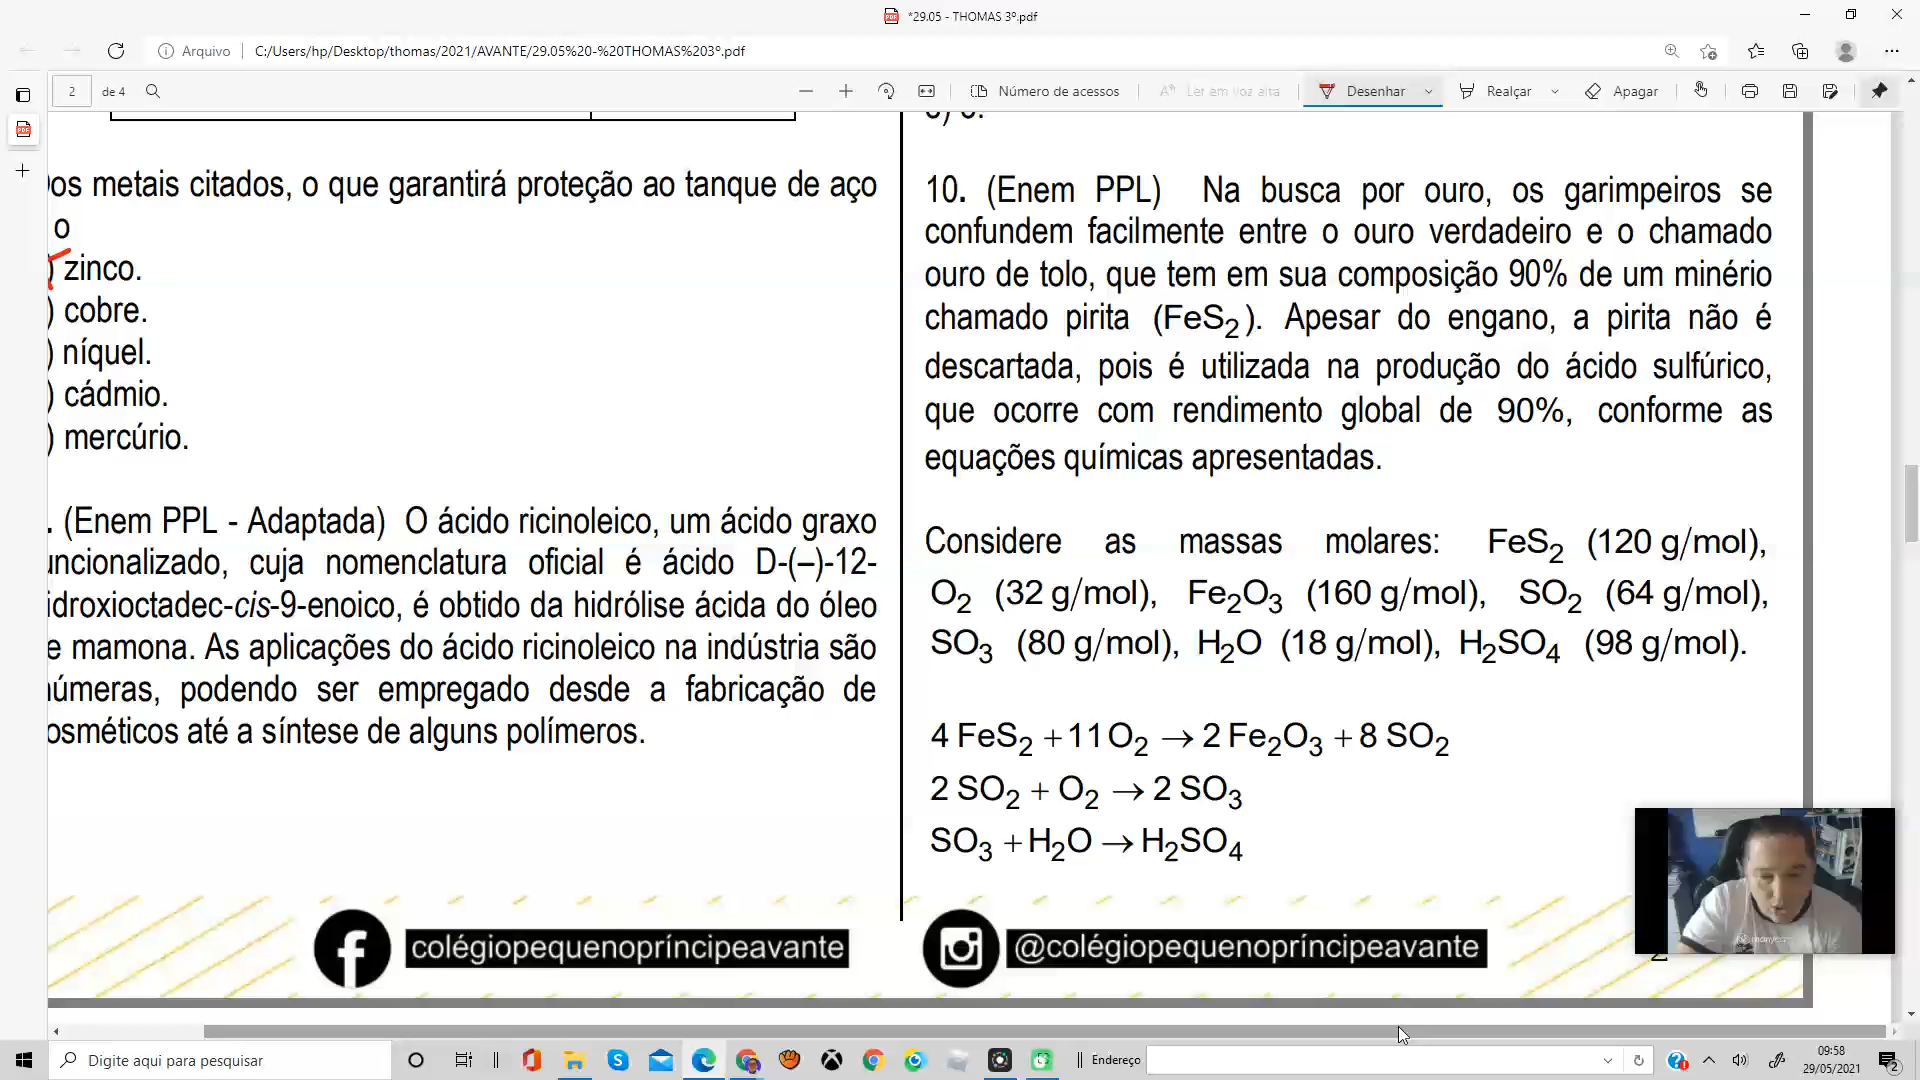 *29.05 - THOMAS 3º.pdf
Arquivo
C:/Users/hp/Desktop/thomas/2021/AVANTE/29.05%20-%20THOMAS%203º.pdf
2 de 4
Número de acessos
Ler em voz alta
Desenhar
Realçar
Apagar
os metais citados, o que garantirá proteção ao tanque de aço
o
) zinco.
) cobre.
) níquel.
) cádmio.
) mercúrio.
. (Enem PPL - Adaptada) O ácido ricinoleico, um ácido graxo
uncionalizado, cuja nomenclatura oficial é ácido D-(–)-12-
idroxioctadec-cis-9-enoico, é obtido da hidrólise ácida do óleo
e mamona. As aplicações do ácido ricinoleico na indústria são
númeras, podendo ser empregado desde a fabricação de
osméticos até a síntese de alguns polímeros.
10. (Enem PPL) Na busca por ouro, os garimpeiros se
confundem facilmente entre o ouro verdadeiro e o chamado
ouro de tolo, que tem em sua composição 90% de um minério
chamado pirita (FeS₂). Apesar do engano, a pirita não é
descartada, pois é utilizada na produção do ácido sulfúrico,
que ocorre com rendimento global de 90%, conforme as
equações químicas apresentadas.
Considere as massas molares: FeS₂ (120 g/mol),
O₂ (32 g/mol), Fe₂O₃ (160 g/mol), SO₂ (64 g/mol),
SO₃ (80 g/mol), H₂O (18 g/mol), H₂SO₄ (98 g/mol).
4 FeS₂ + 11 O₂ → 2 Fe₂O₃ + 8 SO₂
2 SO₂ + O₂ → 2 SO₃
SO₃ + H₂O → H₂SO₄
colégiopequenopríncipeavante
@colégiopequenopríncipeavante
Digite aqui para pesquisar
Endereço
09:58
29/05/2021
2